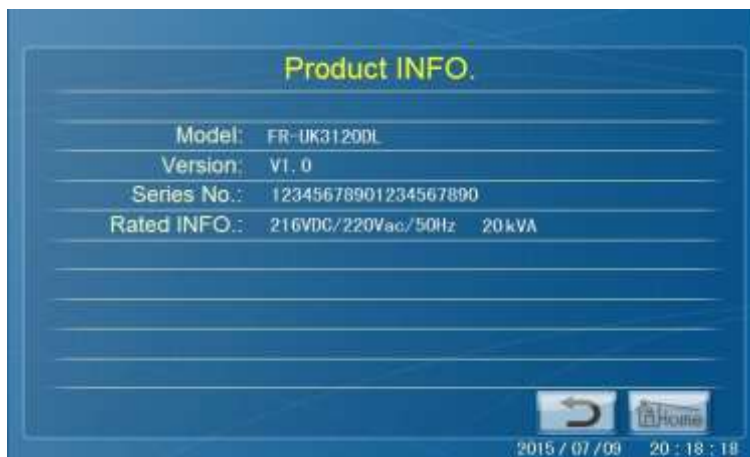 Product INFO.
Model: FR-UK3120DL
Version: V1.0
Series No.: 12345678901234567890
Rated INFO.: 216VDC/220Vac/50Hz 20kVA
Home
2015/07/09 20:18:18